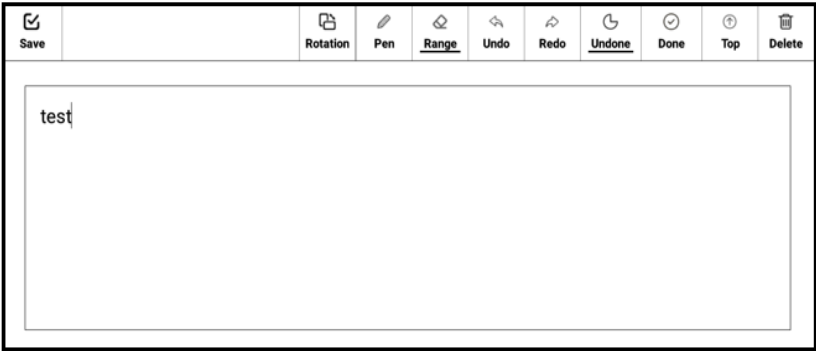 Save Rotation Pen Range Undo Redo Undone Done Top Delete
test